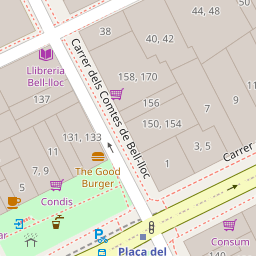 44, 48
38
40, 42
Carrer dels Comtes de Bell-lloc
Llibreria
Bell-lloc
158, 170
9
137
156
7
150, 154
131, 133
3, 5
11
1
Carrer
7, 9
The Good
Burger
5
Condis
ar
Plaça del
Consum
140